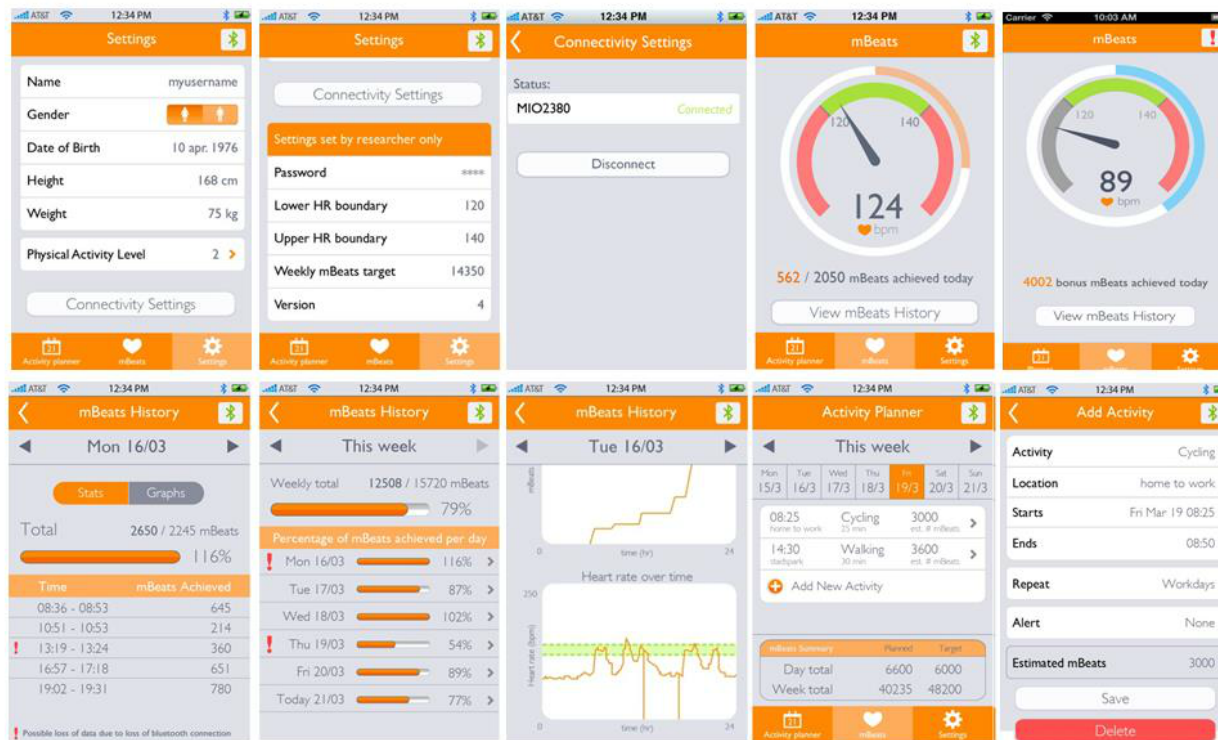 AT&T 12:34 PM
Settings
Name myusername
Gender
Date of Birth 10 apr. 1976
Height 168 cm
Weight 75 kg
Physical Activity Level 2
Connectivity Settings
Activity planner mBeats Settings
AT&T 12:34 PM
Settings
Connectivity Settings
Settings set by researcher only
Password ****
Lower HR boundary 120
Upper HR boundary 140
Weekly mBeats target 14350
Version 4
Activity planner mBeats Settings
AT&T 12:34 PM
Connectivity Settings
Status:
MIO2380 Connected
Disconnect
AT&T 12:34 PM
mBeats
120 140
124
bpm
562 / 2050 mBeats achieved today
View mBeats History
Activity planner mBeats Settings
Carrier 10:03 AM
mBeats
120 140
89
bpm
4002 bonus mBeats achieved today
View mBeats History
AT&T 12:34 PM
mBeats History
Mon 16/03
Stats Graphs
Total 2650 / 2245 mBeats
116%
Time mBeats Achieved
08:36 - 08:53 645
10:51 - 10:53 214
! 13:19 - 13:24 360
16:57 - 17:18 651
19:02 - 19:31 780
! Possible loss of data due to loss of bluetooth connection
AT&T 12:34 PM
mBeats History
This week
Weekly total 12508 / 15720 mBeats
79%
Percentage of mBeats achieved per day
! Mon 16/03 116%
Tue 17/03 87%
Wed 18/03 102%
! Thu 19/03 54%
Fri 20/03 89%
Today 21/03 77%
AT&T 12:34 PM
mBeats History
Tue 16/03
mBeats
0 time (hr) 24
Heart rate over time
250
Heart rate (bpm)
0
0 time (hr) 24
AT&T 12:34 PM
Activity Planner
This week
Mon Tue Wed Thu Fri Sat Sun
15/3 16/3 17/3 18/3 19/3 20/3 21/3
08:25 Cycling 3000
home to work 25 min est. # mBeats
14:30 Walking 3600
stadspark 30 min est. # mBeats
Add New Activity
mBeats Summary Planned Target
Day total 6600 6000
Week total 40235 48200
Activity planner mBeats Settings
AT&T 12:34 PM
Add Activity
Activity Cycling
Location home to work
Starts Fri Mar 19 08:25
Ends 08:50
Repeat Workdays
Alert None
Estimated mBeats 3000
Save
Delete